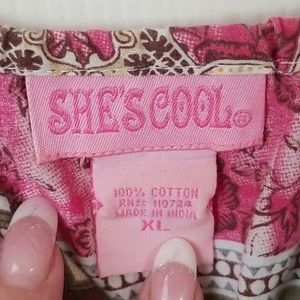 SHE'S COOL®
100% COTTON
RN# 110724
MADE IN INDIA
XL